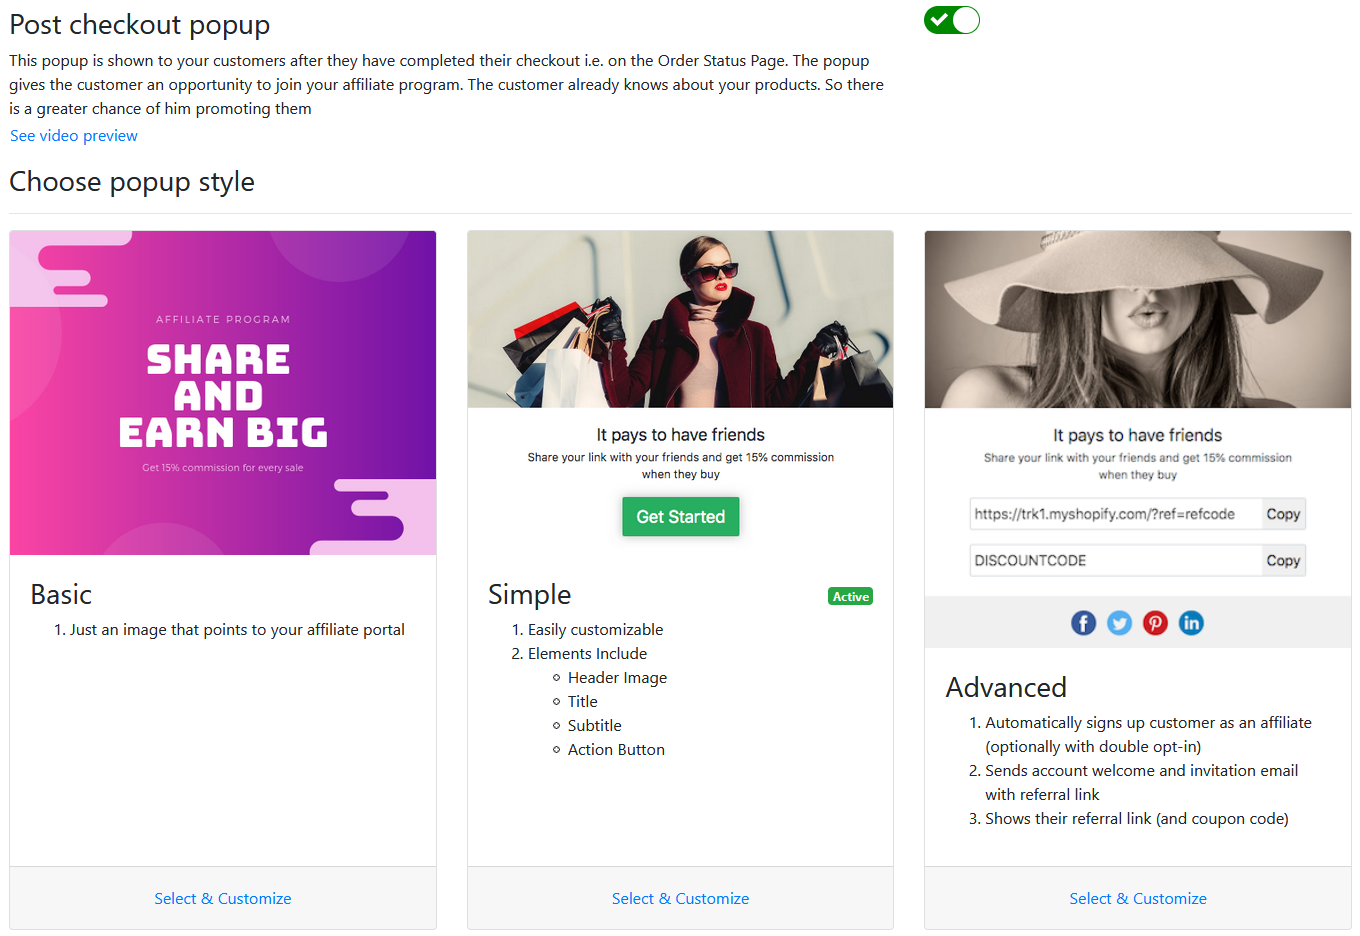 Post checkout popup
This popup is shown to your customers after they have completed their checkout i.e. on the Order Status Page. The popup
gives the customer an opportunity to join your affiliate program. The customer already knows about your products. So there
is a greater chance of him promoting them
See video preview
Choose popup style
AFFILIATE PROGRAM
SHARE
AND
EARN BIG
Get 15% commission for every sale
Basic
1. Just an image that points to your affiliate portal
Select & Customize
It pays to have friends
Share your link with your friends and get 15% commission
when they buy
Get Started
Simple
Active
1. Easily customizable
2. Elements Include
Header Image
Title
Subtitle
Action Button
Select & Customize
It pays to have friends
Share your link with your friends and get 15% commission
when they buy
https://trk1.myshopify.com/?ref=refcode Copy
DISCOUNTCODE Copy
Advanced
1. Automatically signs up customer as an affiliate
(optionally with double opt-in)
2. Sends account welcome and invitation email
with referral link
3. Shows their referral link (and coupon code)
Select & Customize